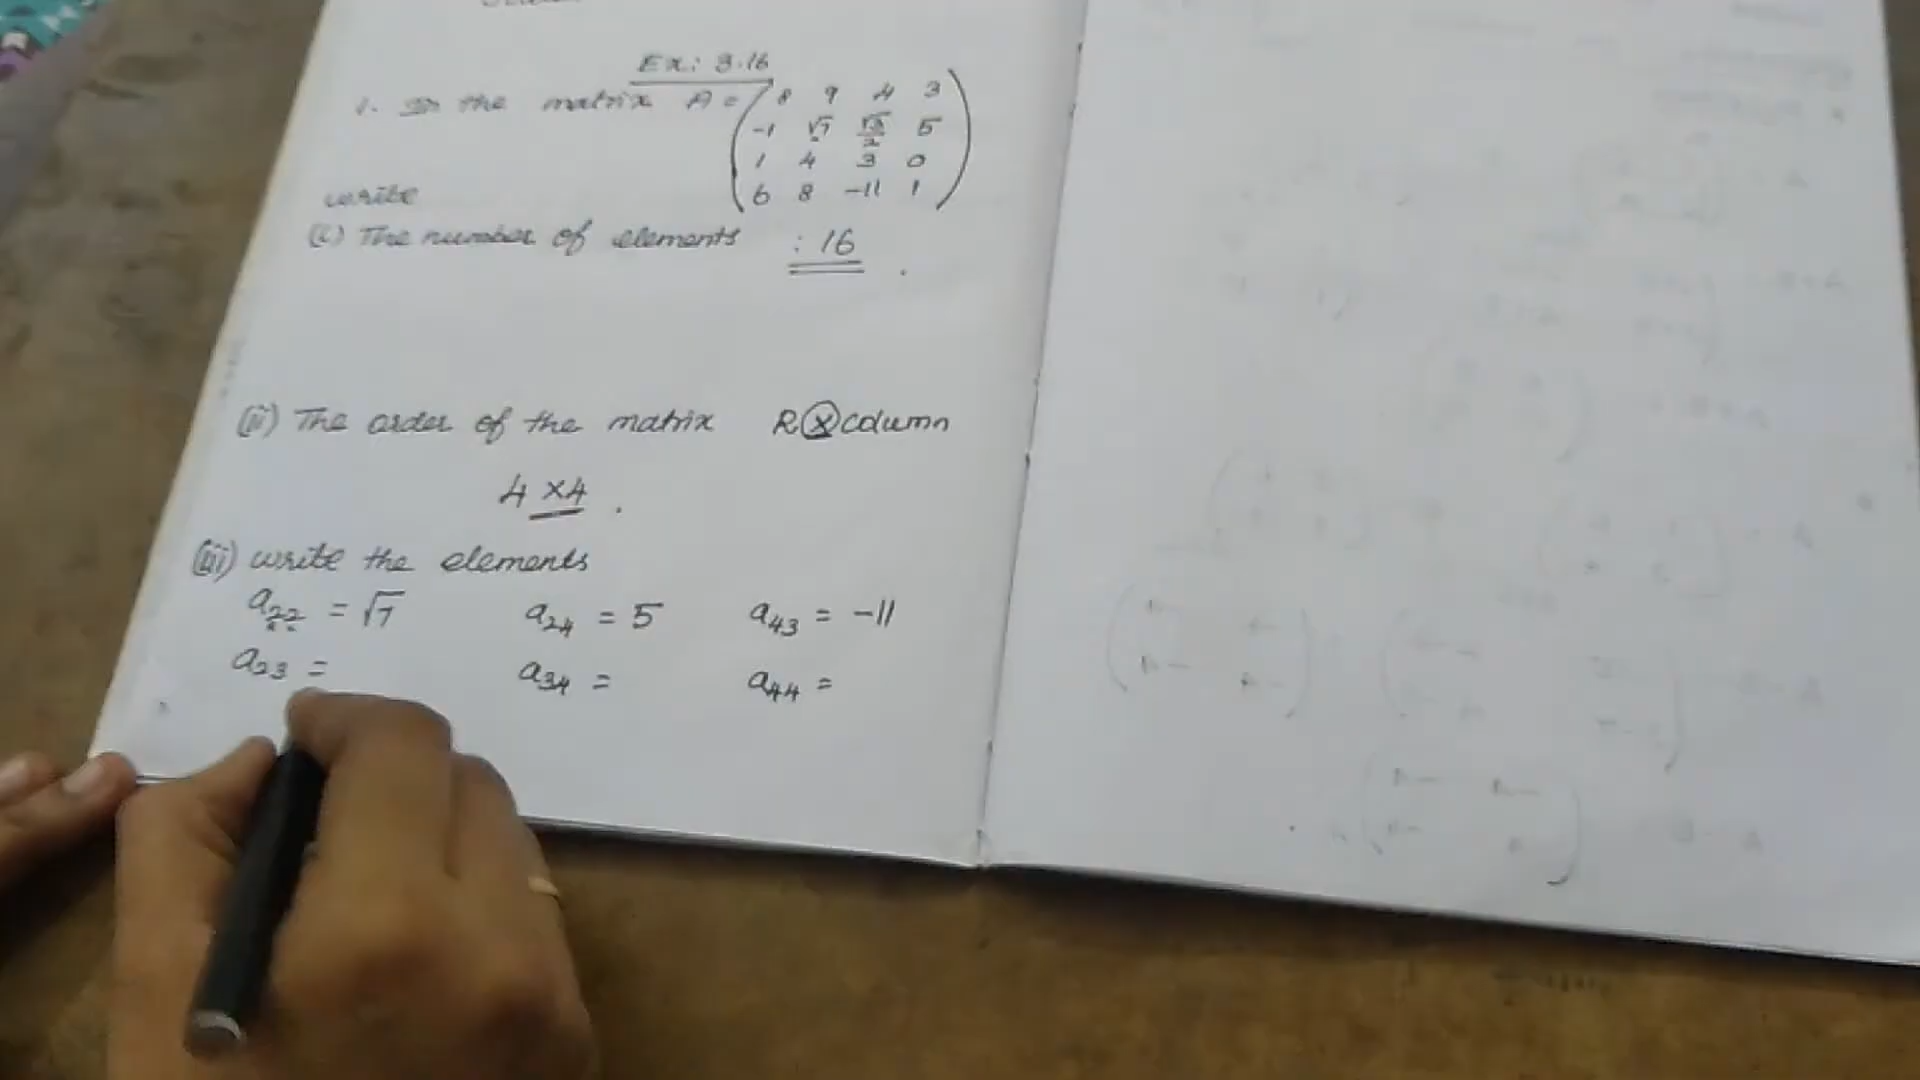 Ex: 3.16
1. In the matrix A = 8 9 4 3
-1 √7 √3/2 5
1 4 3 0
6 8 -11 1
write
(i) The number of elements : 16
(ii) The order of the matrix R x column
4 x 4
(iii) write the elements
a22 = √7 a24 = 5 a43 = -11
a23 = a34 = a44 =